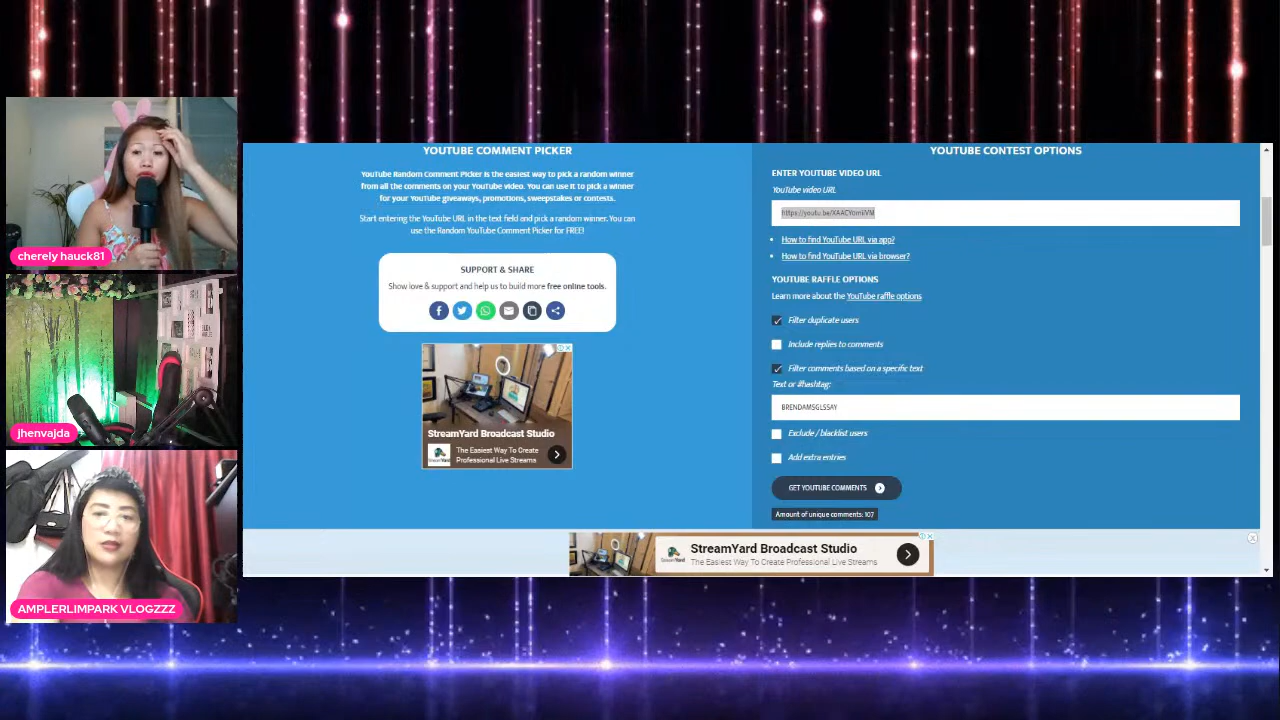 cherely hauck81
jhenvajda
AMPLERLIMPARK VLOGZZZ
YOUTUBE COMMENT PICKER
YouTube Random Comment Picker is the easiest way to pick a random winner
from all the comments on your YouTube video. You can use it to pick a winner
for your YouTube giveaways, promotions, sweepstakes or contests.
Start entering the YouTube URL in the text field and pick a random winner. You can
use the Random YouTube Comment Picker for FREE!
SUPPORT & SHARE
Show love & support and help us to build more free online tools.
StreamYard Broadcast Studio
The Easiest Way To Create
Professional Live Streams
YOUTUBE CONTEST OPTIONS
ENTER YOUTUBE VIDEO URL
YouTube video URL
How to find YouTube URL via app?
How to find YouTube URL via browser?
YOUTUBE RAFFLE OPTIONS
Learn more about the YouTube raffle options
Filter duplicate users
Include replies to comments
Filter comments based on a specific text
Text or #hashtag:
BRENDAMSGLSSAY
Exclude / blacklist users
Add extra entries
GET YOUTUBE COMMENTS
Amount of unique comments: 107
StreamYard Broadcast Studio
The Easiest Way To Create Professional Live Streams